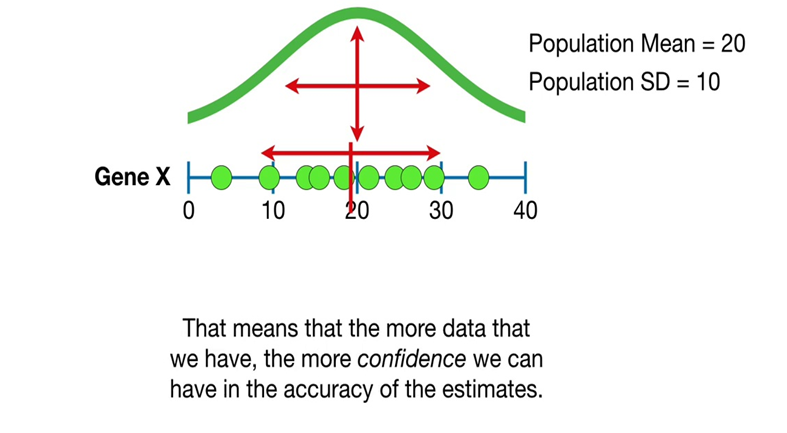 Population Mean = 20
Population SD = 10
Gene X
0 10 20 30 40
That means that the more data that
we have, the more confidence we can
have in the accuracy of the estimates.